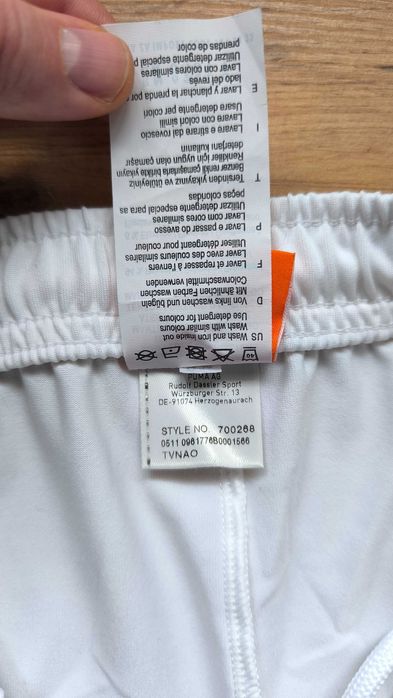 US Wash and iron inside out
Wash with similar colours
Use detergent for colours
D Von links waschen und bügeln
Mit ähnlichen Farben waschen
Colorwaschmittel verwenden
F Laver et repasser à l'envers
Laver avec des couleurs similaires
Utiliser détergent pour couleur
P Lavar e passar do avesso
Lavar com cores similares
Utilizar detergente especial para as
peças coloridas
T Tersinden yıkayınız ve ütüleyiniz
Benzer renkli çamaşırlarla birlikte yıkayın
Renkliler için uygun olan çamaşır
deterjanı kullanın
I Lavare e stirare dal rovescio
Lavare con colori simili
Usare detergente per colori
E Lavar y planchar la prenda por
lado del revés
Lavar con colores similares
Utilizar detergente especial
prendas de color
PUMA AG
Rudolf Dassler Sport
Würzburger Str. 13
DE-91074 Herzogenaurach
STYLE NO. 700268
TVNAO